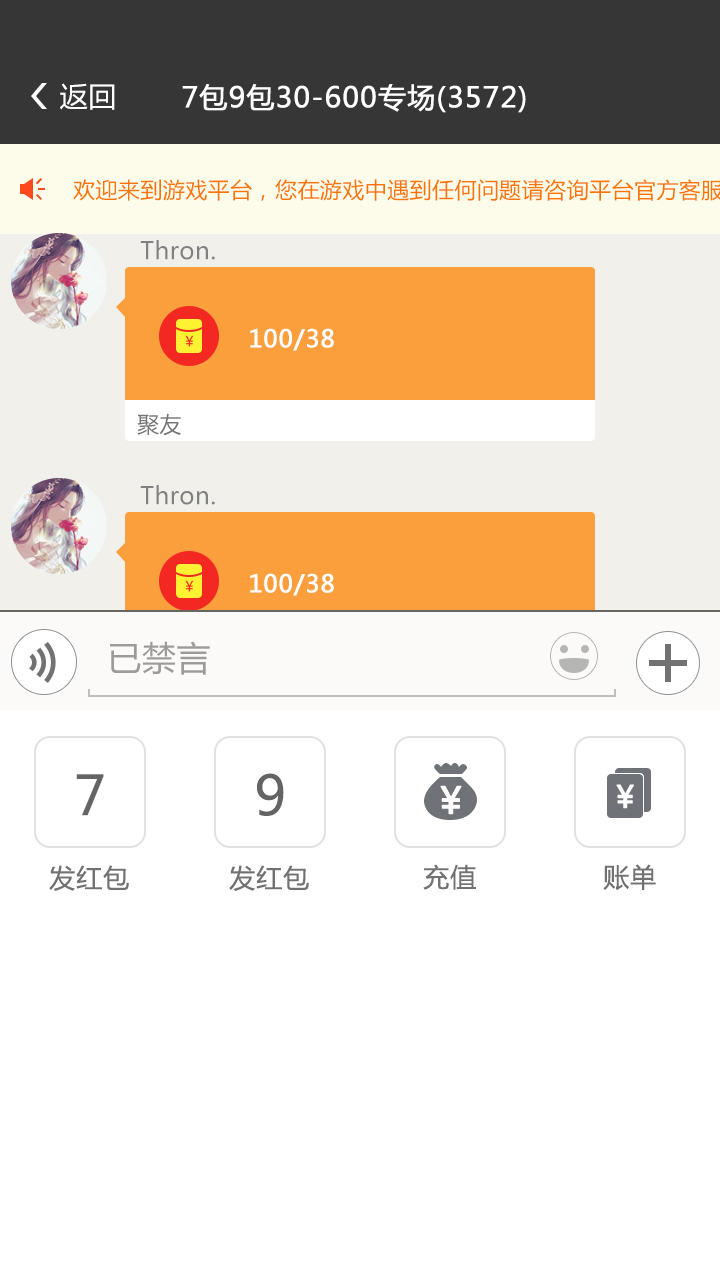 返回
7包9包30-600专场(3572)
欢迎来到游戏平台，您在游戏中遇到任何问题请咨询平台官方客服
Thron.
¥
100/38
聚友
Thron.
¥
100/38
已禁言
7
9
¥
¥
发红包
发红包
充值
账单